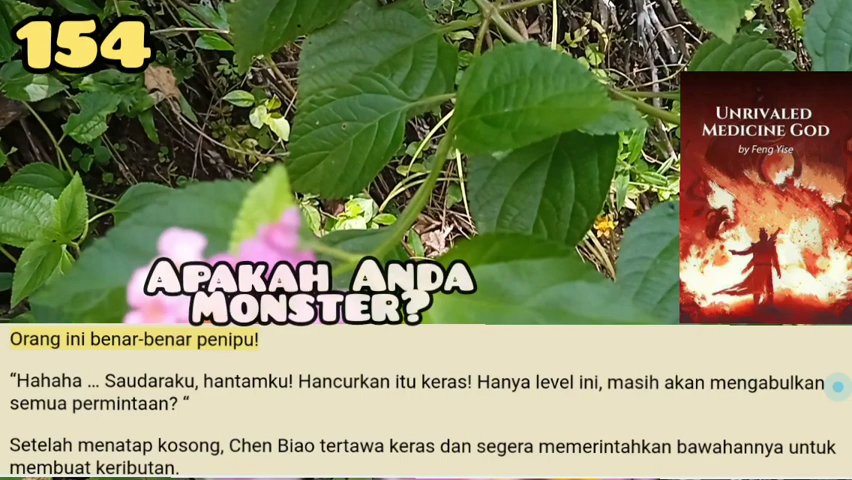 154
UNRIVALED
MEDICINE GOD
by Feng Yise
APAKAH ANDA
MONSTER?
Orang ini benar-benar penipu!
“Hahaha ... Saudaraku, hantamku! Hancurkan itu keras! Hanya level ini, masih akan mengabulkan
semua permintaan? “
Setelah menatap kosong, Chen Biao tertawa keras dan segera memerintahkan bawahannya untuk
membuat keributan.